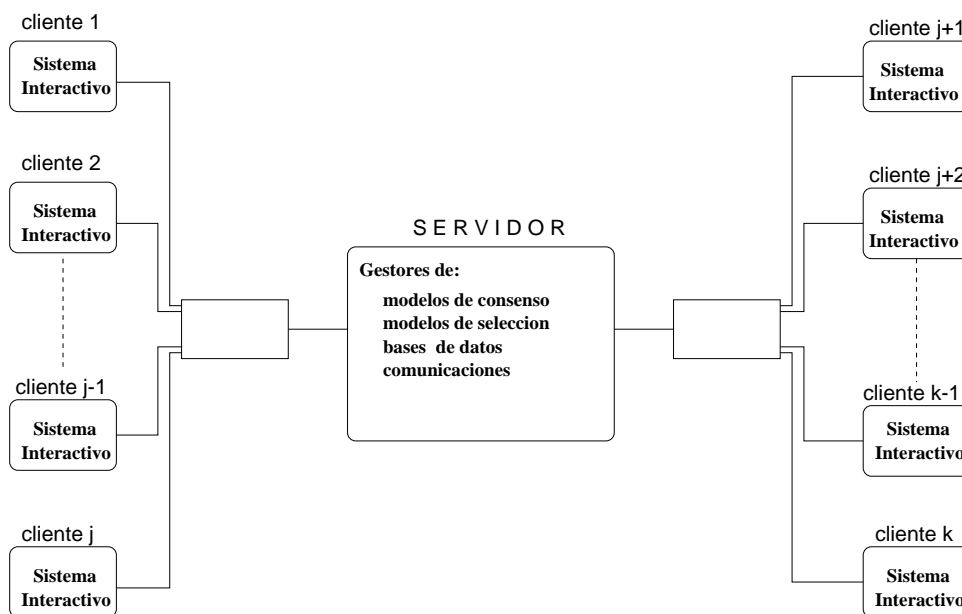 cliente 1
Sistema
Interactivo
cliente 2
Sistema
Interactivo
cliente j-1
Sistema
Interactivo
cliente j
Sistema
Interactivo
S E R V I D O R
Gestores de:
modelos de consenso
modelos de seleccion
bases de datos
comunicaciones
cliente j+1
Sistema
Interactivo
cliente j+2
Sistema
Interactivo
cliente k-1
Sistema
Interactivo
cliente k
Sistema
Interactivo